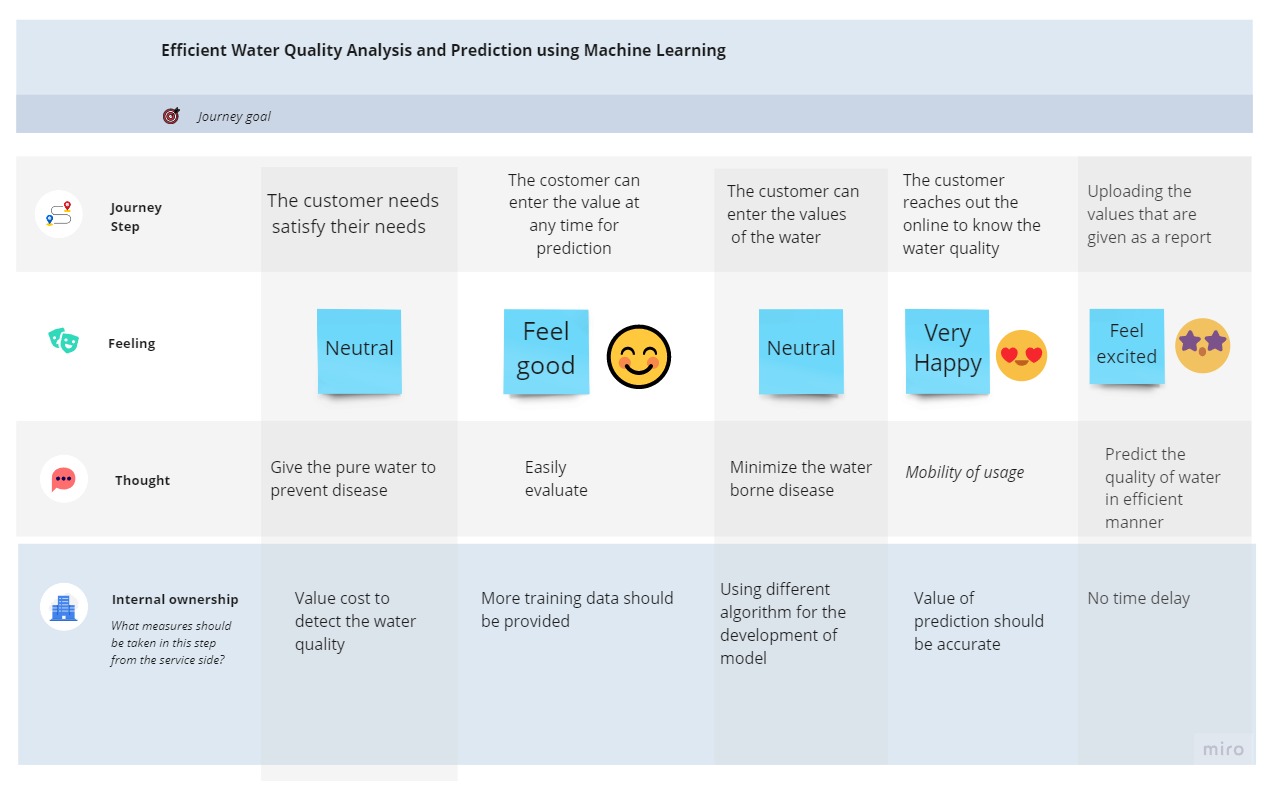 Efficient Water Quality Analysis and Prediction using Machine Learning
Journey goal
Journey
Step
The customer needs
satisfy their needs
The costomer can
enter the value at
any time for
prediction
The customer can
enter the values
of the water
The customer
reaches out the
online to know the
water quality
Uploading the
values that are
given as a report
Feeling
Neutral
Feel
good
Neutral
Very
Happy
Feel
excited
Thought
Give the pure water to
prevent disease
Easily
evaluate
Minimize the water
borne disease
Mobility of usage
Predict the
quality of water
in efficient
manner
Internal ownership
What measures should
be taken in this step
from the service side?
Value cost to
detect the water
quality
More training data should
be provided
Using different
algorithm for the
development of
model
Value of
prediction should
be accurate
No time delay
miro